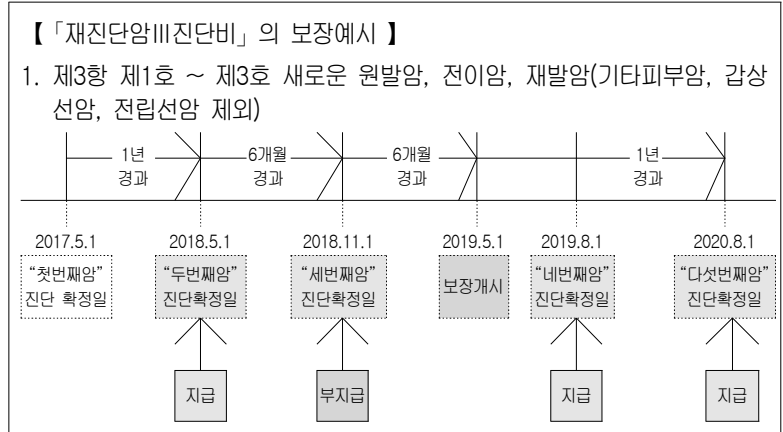 【「재진단암Ⅲ진단비」의 보장예시 】
1. 제3항 제1호 ~ 제3호 새로운 원발암, 전이암, 재발암(기타피부암, 갑상
선암, 전립선암 제외)
1년 6개월 6개월 1년
경과 경과 경과 경과
2017.5.1 2018.5.1 2018.11.1 2019.5.1 2019.8.1 2020.8.1
“첫번째암” “두번째암” “세번째암” 보장개시 “네번째암” “다섯번째암”
진단 확정일 진단확정일 진단확정일 진단확정일 진단확정일
지급 부지급 지급 지급